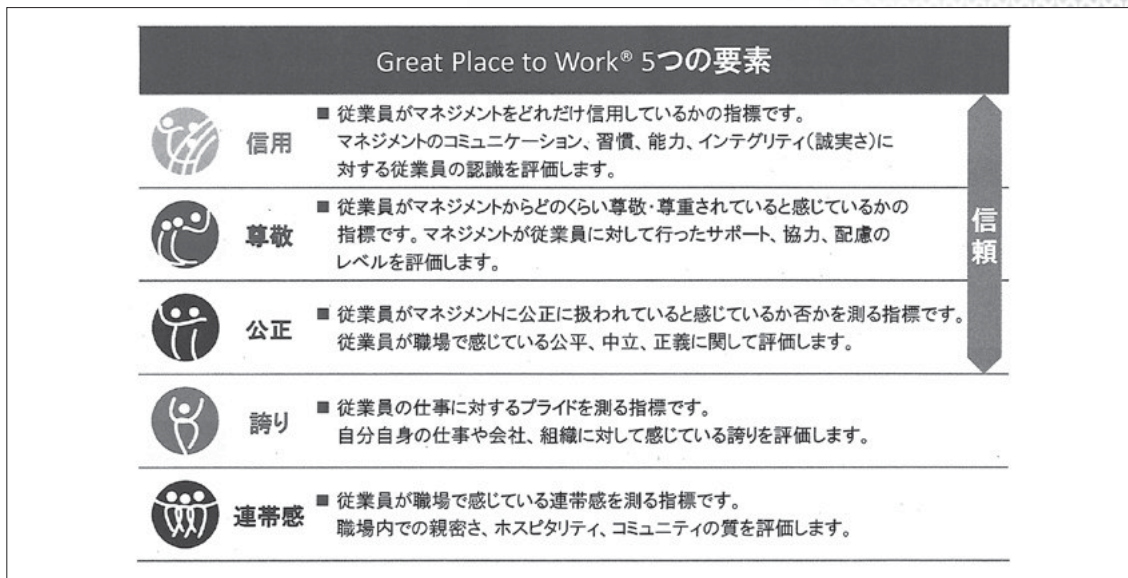 Great Place to Work® 5つの要素
信用
■ 従業員がマネジメントをどれだけ信用しているかの指標です。
マネジメントのコミュニケーション、習慣、能力、インテグリティ(誠実さ)に
対する従業員の認識を評価します。
尊敬
■ 従業員がマネジメントからどのくらい尊敬・尊重されていると感じているかの
指標です。マネジメントが従業員に対して行ったサポート、協力、配慮の
レベルを評価します。
公正
■ 従業員がマネジメントに公正に扱われていると感じているか否かを測る指標です。
従業員が職場で感じている公平、中立、正義に関して評価します。
信頼
誇り
■ 従業員の仕事に対するプライドを測る指標です。
自分自身の仕事や会社、組織に対して感じている誇りを評価します。
連帯感
■ 従業員が職場で感じている連帯感を測る指標です。
職場内での親密さ、ホスピタリティ、コミュニティの質を評価します。